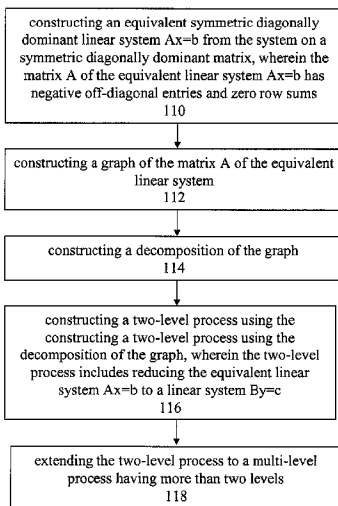 constructing an equivalent symmetric diagonally
dominant linear system Ax=b from the system on a
symmetric diagonally dominant matrix, wherein the
matrix A of the equivalent linear system Ax=b has
negative off-diagonal entries and zero row sums
110
constructing a graph of the matrix A of the equivalent
linear system
112
constructing a decomposition of the graph
114
constructing a two-level process using the
constructing a two-level process using the
decomposition of the graph, wherein the two-level
process includes reducing the equivalent linear
system Ax=b to a linear system By=c
116
extending the two-level process to a multi-level
process having more than two levels
118